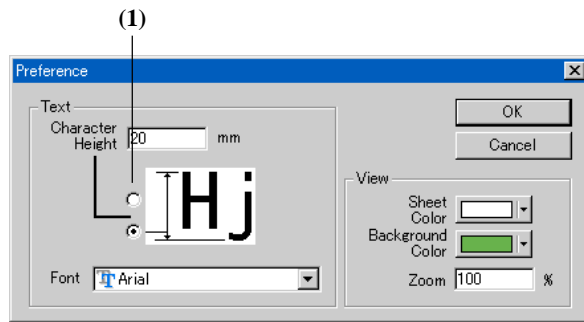 (1)
Preference
Text
Character
Height
20
mm
Hj
Font
Arial
OK
Cancel
View
Sheet
Color
Background
Color
Zoom
100
%